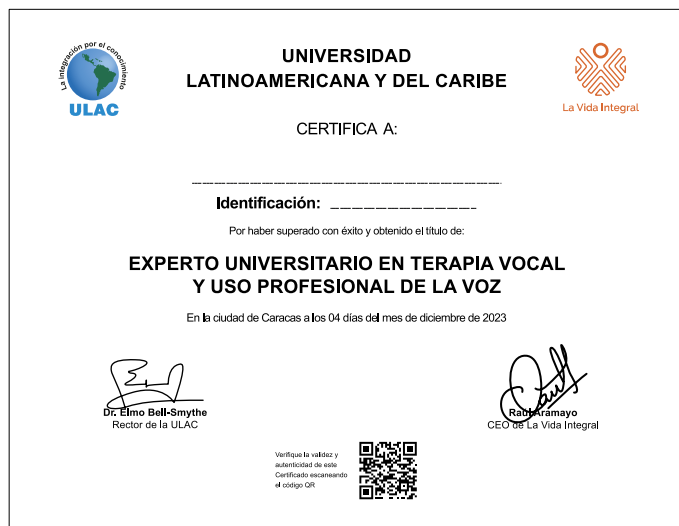 La integración por el conocimiento
ULAC
UNIVERSIDAD
LATINOAMERICANA Y DEL CARIBE
La Vida Integral
CERTIFICA A:
Identificación:
Por haber superado con éxito y obtenido el título de:
EXPERTO UNIVERSITARIO EN TERAPIA VOCAL
Y USO PROFESIONAL DE LA VOZ
En la ciudad de Caracas a los 04 días del mes de diciembre de 2023
Dr. Elmo Bell-Smythe
Rector de la ULAC
Raúl Aramayo
CEO de La Vida Integral
Verifique la validez y
autenticidad de este
Certificado escaneando
el código QR